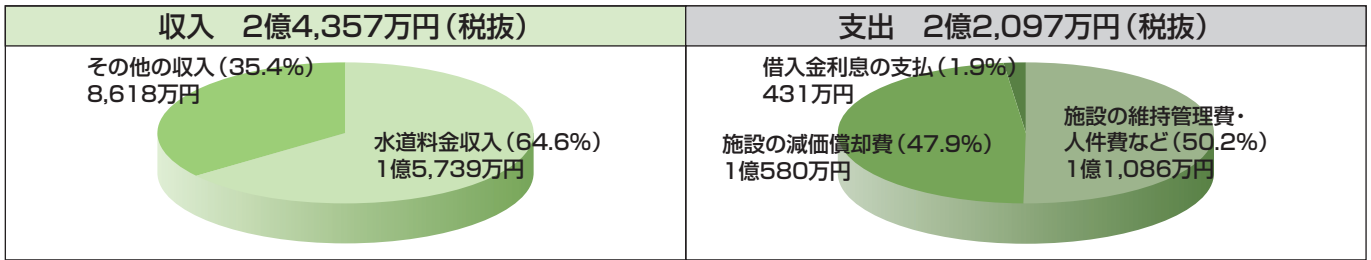 収入　2億4,357万円（税抜）
その他の収入（35.4%）
8,618万円
水道料金収入（64.6%）
1億5,739万円
支出　2億2,097万円（税抜）
借入金利息の支払（1.9%）
431万円
施設の減価償却費（47.9%）
1億580万円
施設の維持管理費・
人件費など（50.2%）
1億1,086万円